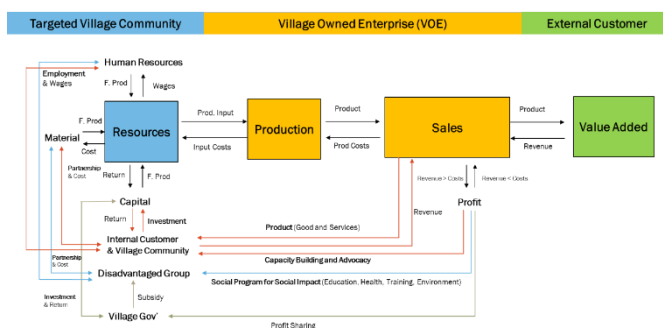 Targeted Village Community
Village Owned Enterprise (VOE)
External Customer
Human Resources
Employment
& Wages
F. Prod
Wages
F. Prod
Material
Cost
Resources
Prod. Input
Input Costs
Production
Product
Prod Costs
Sales
Product
Revenue
Value Added
Partnership
& Cost
Return
F. Prod
Capital
Return
Investment
Revenue > Costs
Revenue < Costs
Profit
Revenue
Product (Good and Services)
Internal Customer
& Village Community
Capacity Building and Advocacy
Partnership
& Cost
Disadvantaged Group
Social Program for Social Impact (Education, Health, Training, Environment)
Investment
& Return
Subsidy
Village Gov'
Profit Sharing